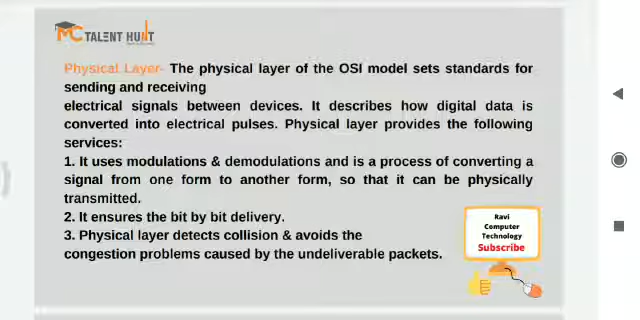 MC TALENT HUNT
Physical Layer- The physical layer of the OSI model sets standards for
sending and receiving
electrical signals between devices. It describes how digital data is
converted into electrical pulses. Physical layer provides the following
services:
1. It uses modulations & demodulations and is a process of converting a
signal from one form to another form, so that it can be physically
transmitted.
2. It ensures the bit by bit delivery.
3. Physical layer detects collision & avoids the
congestion problems caused by the undeliverable packets.
Ravi
Computer
Technology
Subscribe